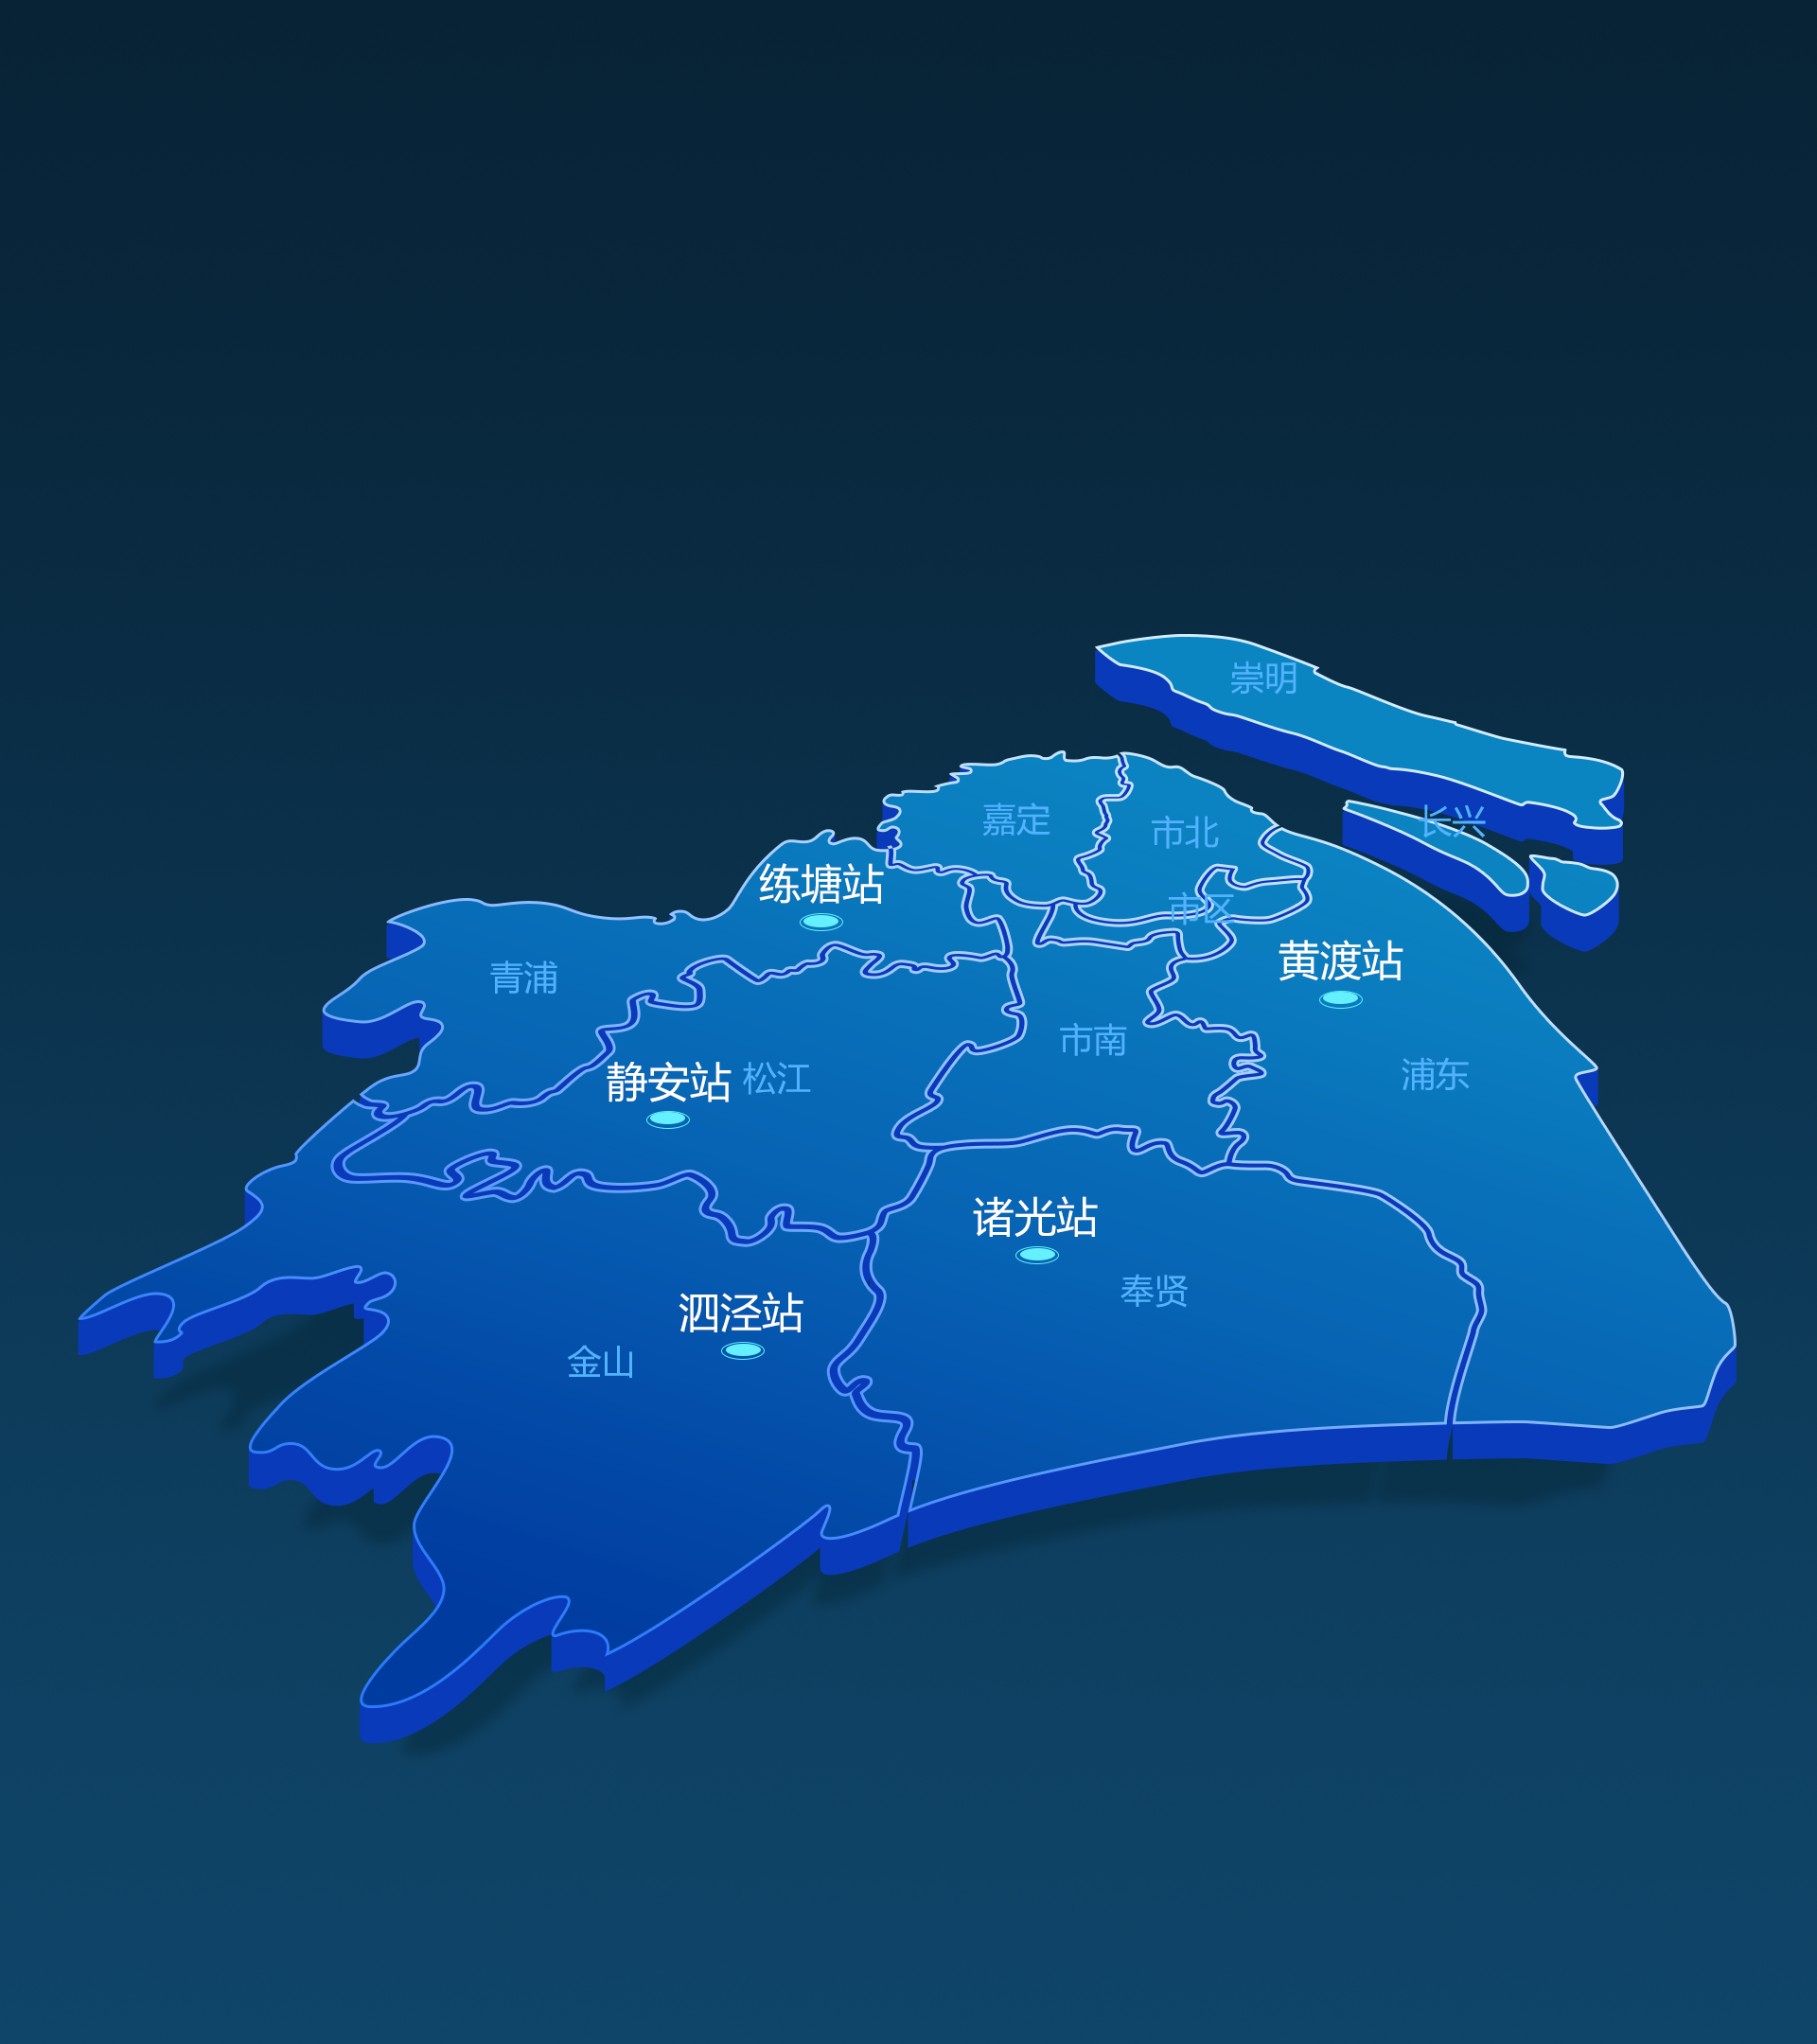 崇明
嘉定
长兴
市北
练塘站
市区
黄渡站
青浦
市南
静安站
松江
浦东
诸光站
奉贤
泗泾站
金山